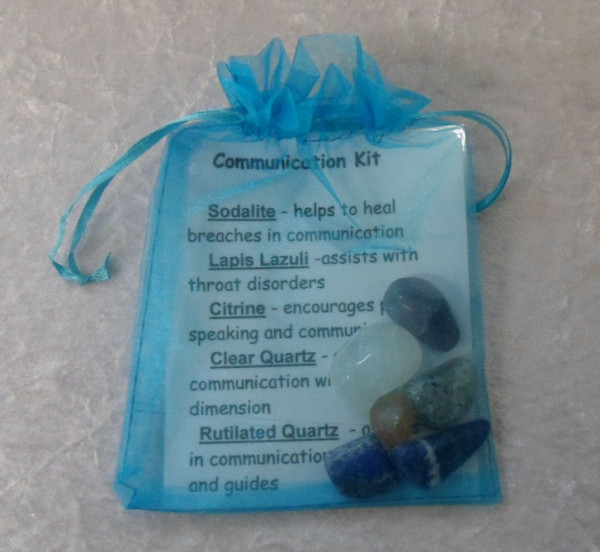 Communication Kit
Sodalite - helps to heal
breaches in communication
Lapis Lazuli -assists with
throat disorders
Citrine - encourages
speaking and
Clear Quartz -
communication
dimension
Rutilated Quartz -
in communication
and guides